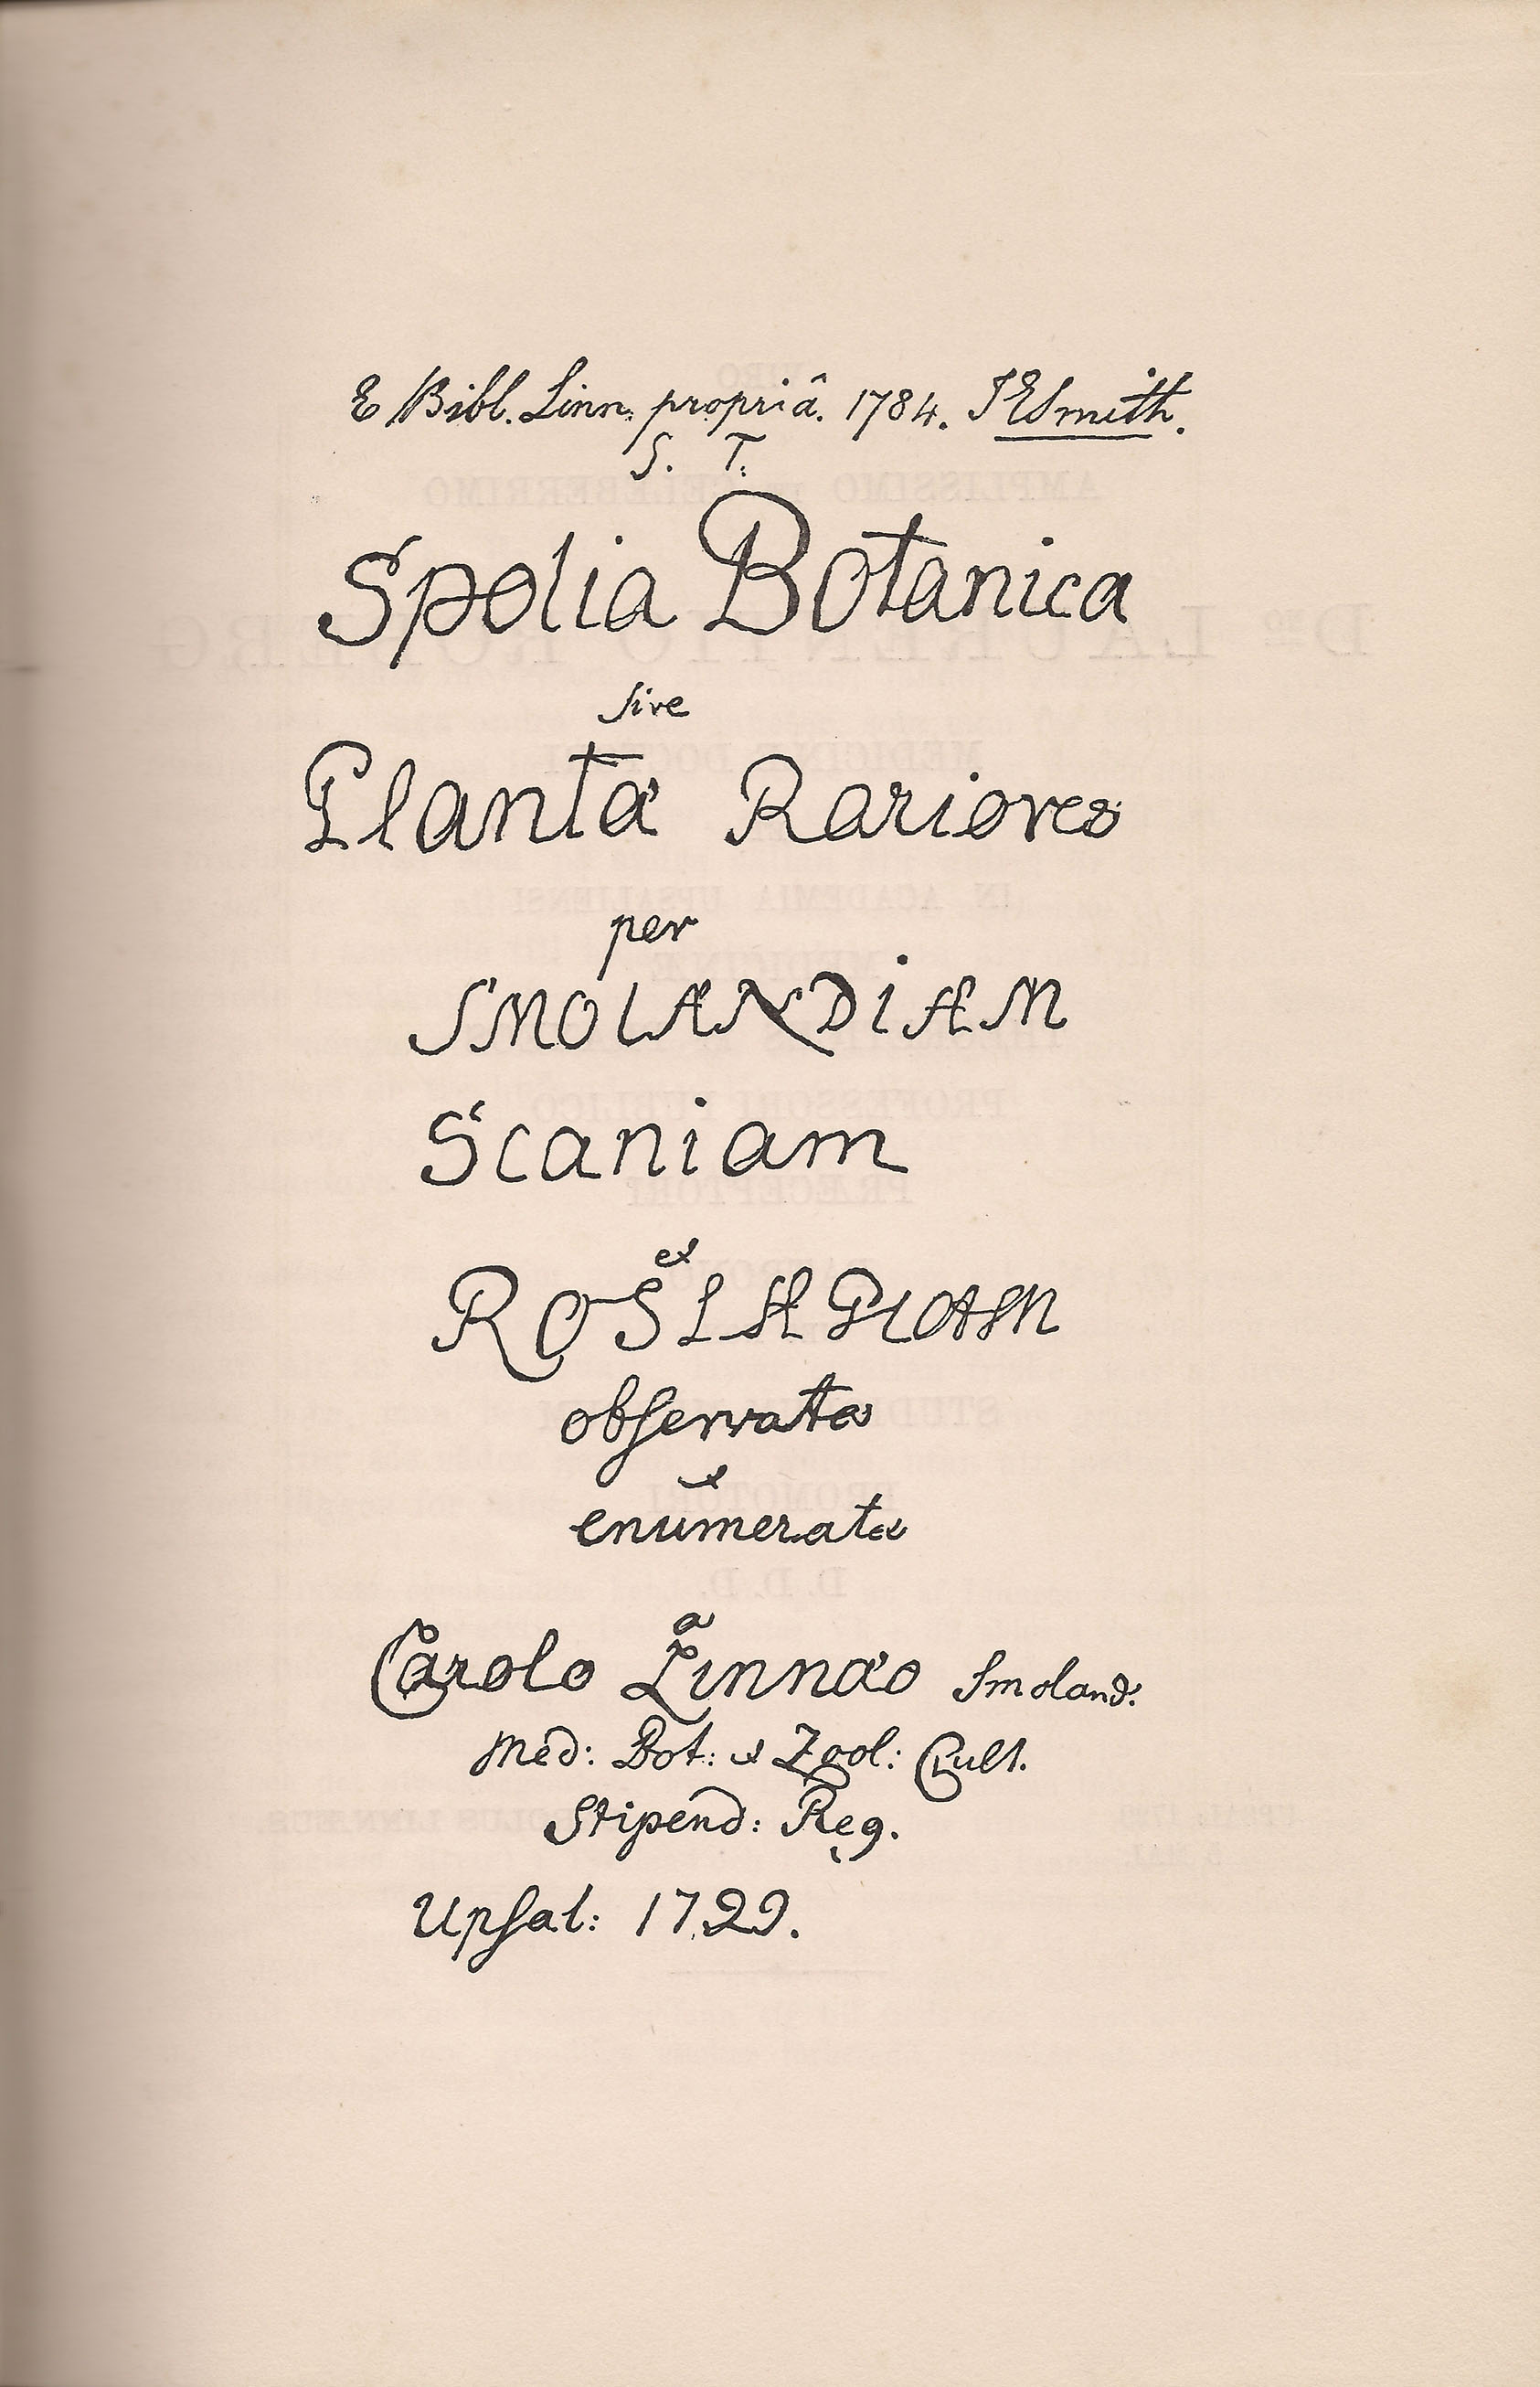 E Bibl. Linn. propriâ. 1784. JESmith.
S. T.
Spolia Botanica
sive
Plantæ Rariores
per
SMOLANDIAM
Scaniam
et
ROSLAGIAM
observatæ
et
enumeratæ
a
Carolo Linnæo Smoland.
Med: Bot: et Zool: Cult.
Stipend: Reg.
Upsal: 1729.